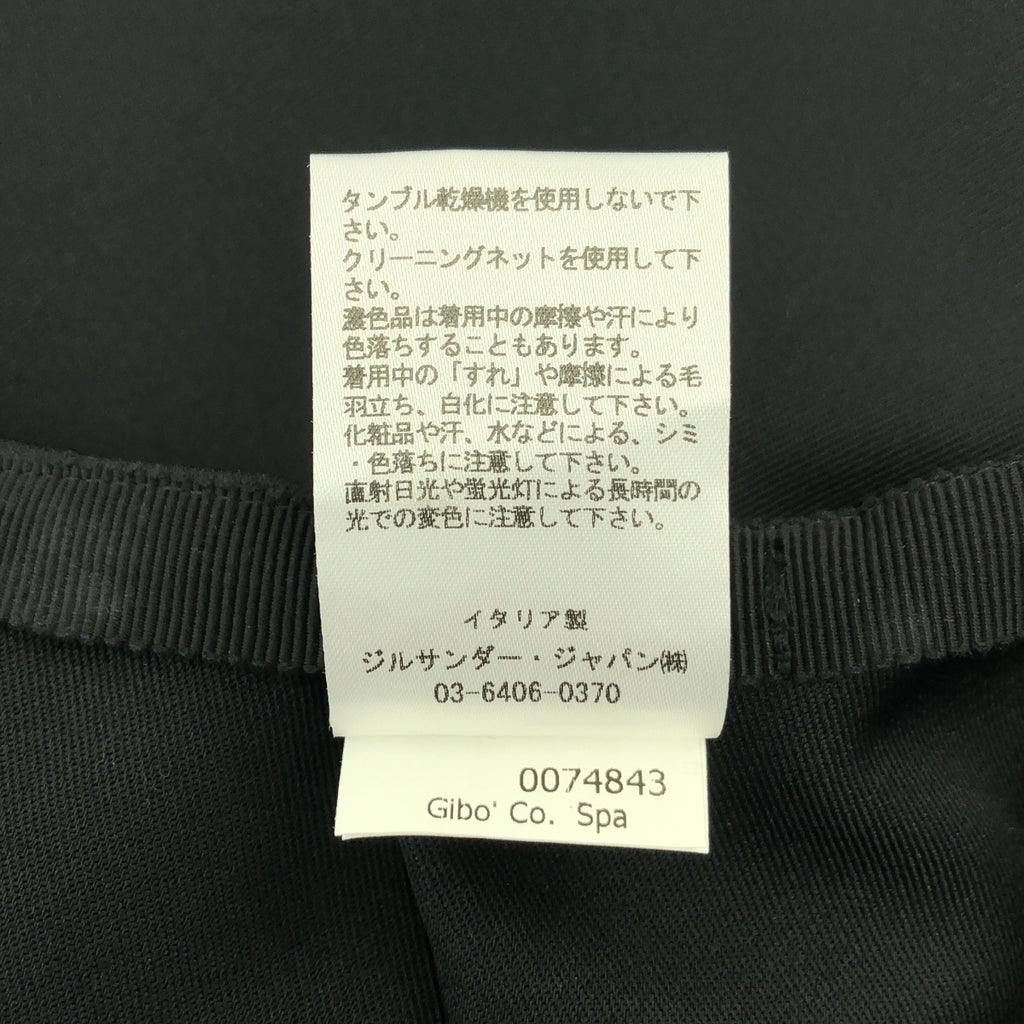 タンブル乾燥機を使用しないで下
さい。
クリーニングネットを使用して下
さい。
濃色品は着用中の摩擦や汗により
色落ちすることもあります。
着用中の「すれ」や摩擦による毛
羽立ち、白化に注意して下さい。
化粧品や汗、水などによる、シミ
・色落ちに注意して下さい。
直射日光や蛍光灯による長時間の
光での変色に注意して下さい。
イタリア製
ジルサンダー・ジャパン㈱
03-6406-0370
0074843
Gibo' Co. Spa